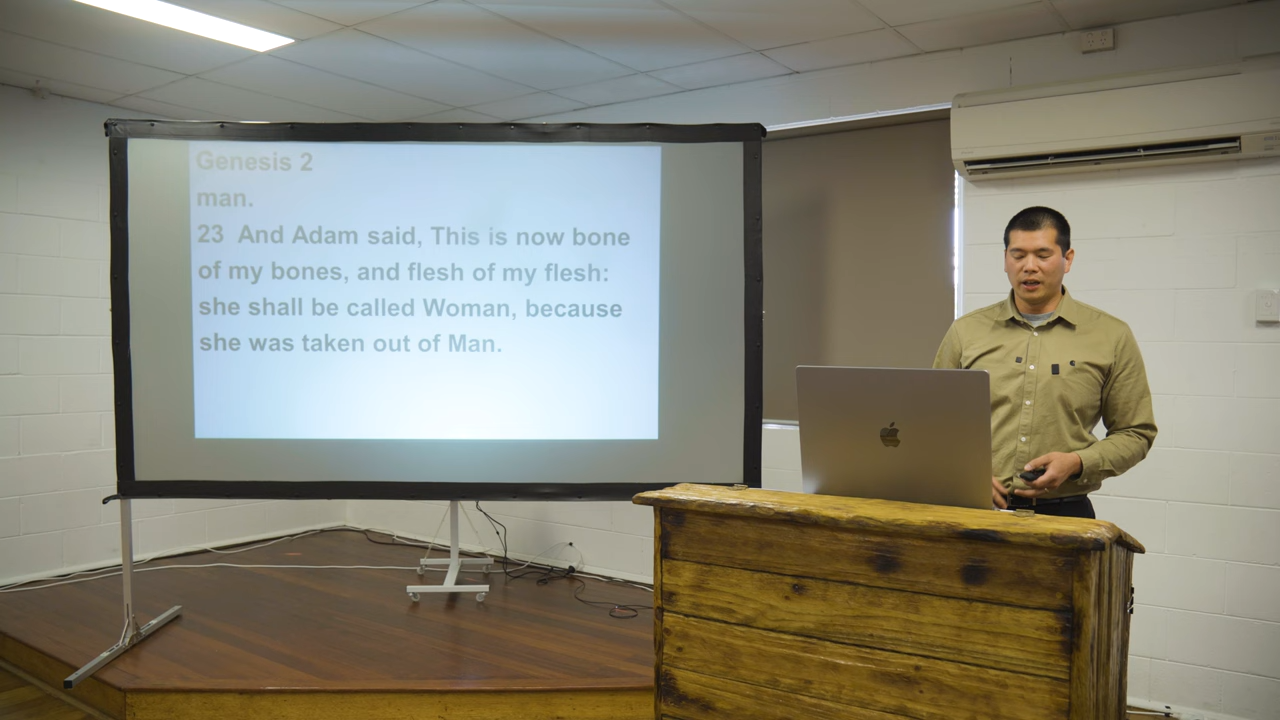 Genesis 2
man.
23 And Adam said, This is now bone
of my bones, and flesh of my flesh:
she shall be called Woman, because
she was taken out of Man.